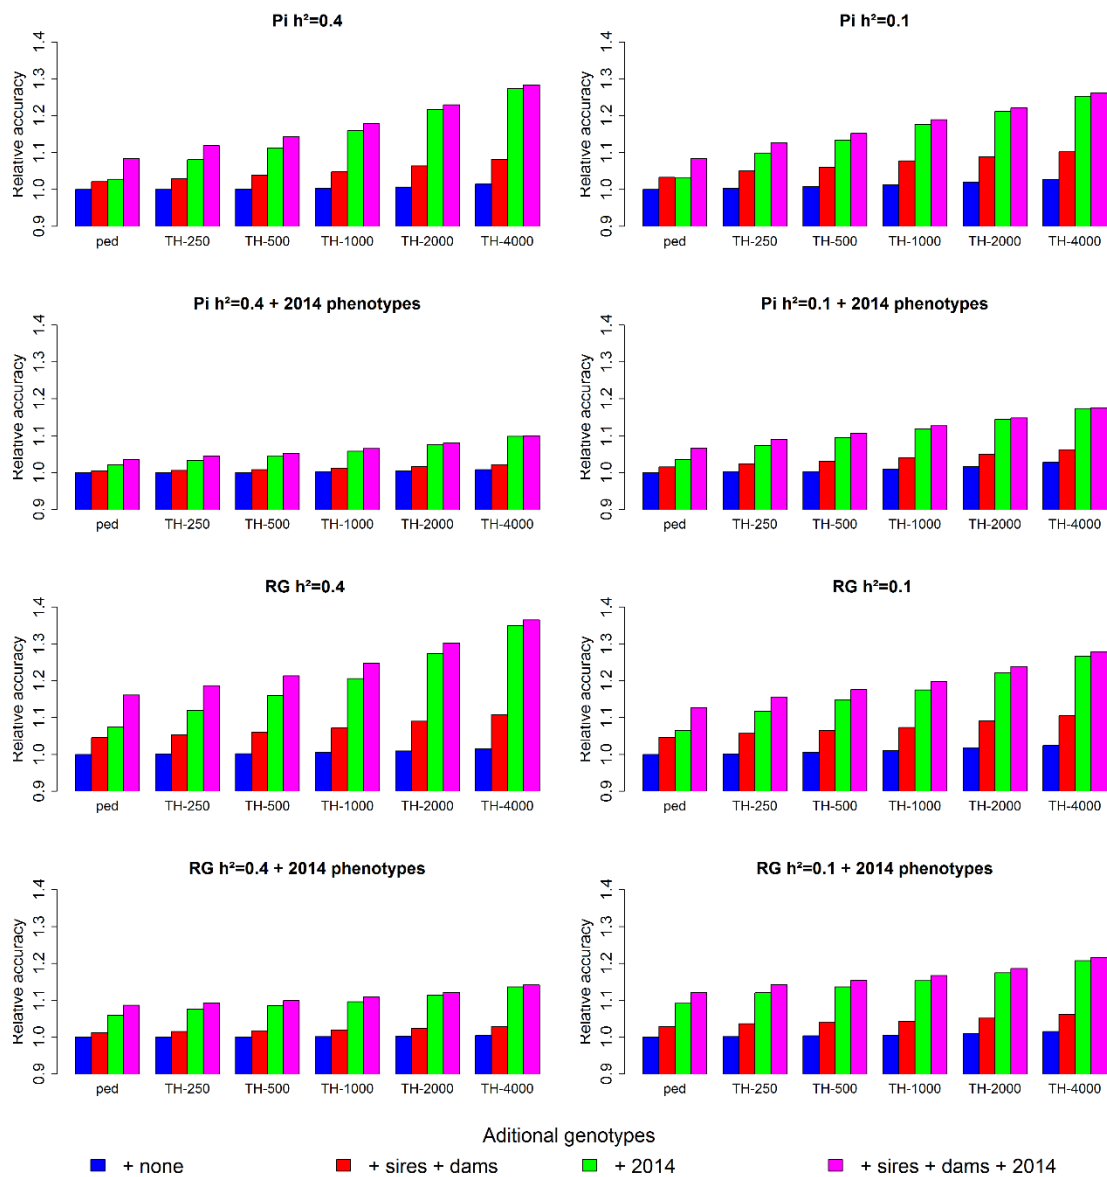 Pi h²=0.4
Relative accuracy
0.9 1.0 1.1 1.2 1.3 1.4
ped TH-250 TH-500 TH-1000 TH-2000 TH-4000
Pi h²=0.1
Relative accuracy
0.9 1.0 1.1 1.2 1.3 1.4
ped TH-250 TH-500 TH-1000 TH-2000 TH-4000
Pi h²=0.4 + 2014 phenotypes
Relative accuracy
0.9 1.0 1.1 1.2 1.3 1.4
ped TH-250 TH-500 TH-1000 TH-2000 TH-4000
Pi h²=0.1 + 2014 phenotypes
Relative accuracy
0.9 1.0 1.1 1.2 1.3 1.4
ped TH-250 TH-500 TH-1000 TH-2000 TH-4000
RG h²=0.4
Relative accuracy
0.9 1.0 1.1 1.2 1.3 1.4
ped TH-250 TH-500 TH-1000 TH-2000 TH-4000
RG h²=0.1
Relative accuracy
0.9 1.0 1.1 1.2 1.3 1.4
ped TH-250 TH-500 TH-1000 TH-2000 TH-4000
RG h²=0.4 + 2014 phenotypes
Relative accuracy
0.9 1.0 1.1 1.2 1.3 1.4
ped TH-250 TH-500 TH-1000 TH-2000 TH-4000
RG h²=0.1 + 2014 phenotypes
Relative accuracy
0.9 1.0 1.1 1.2 1.3 1.4
ped TH-250 TH-500 TH-1000 TH-2000 TH-4000
Aditional genotypes
+ none + sires + dams + 2014 + sires + dams + 2014